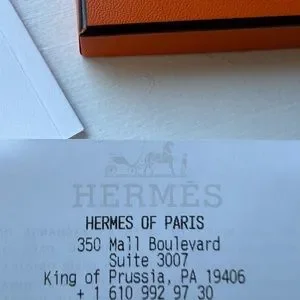 HERMÈS
HERMES OF PARIS
350 Mall Boulevard
Suite 3007
King of Prussia, PA 19406
+ 1 610 992 97 30